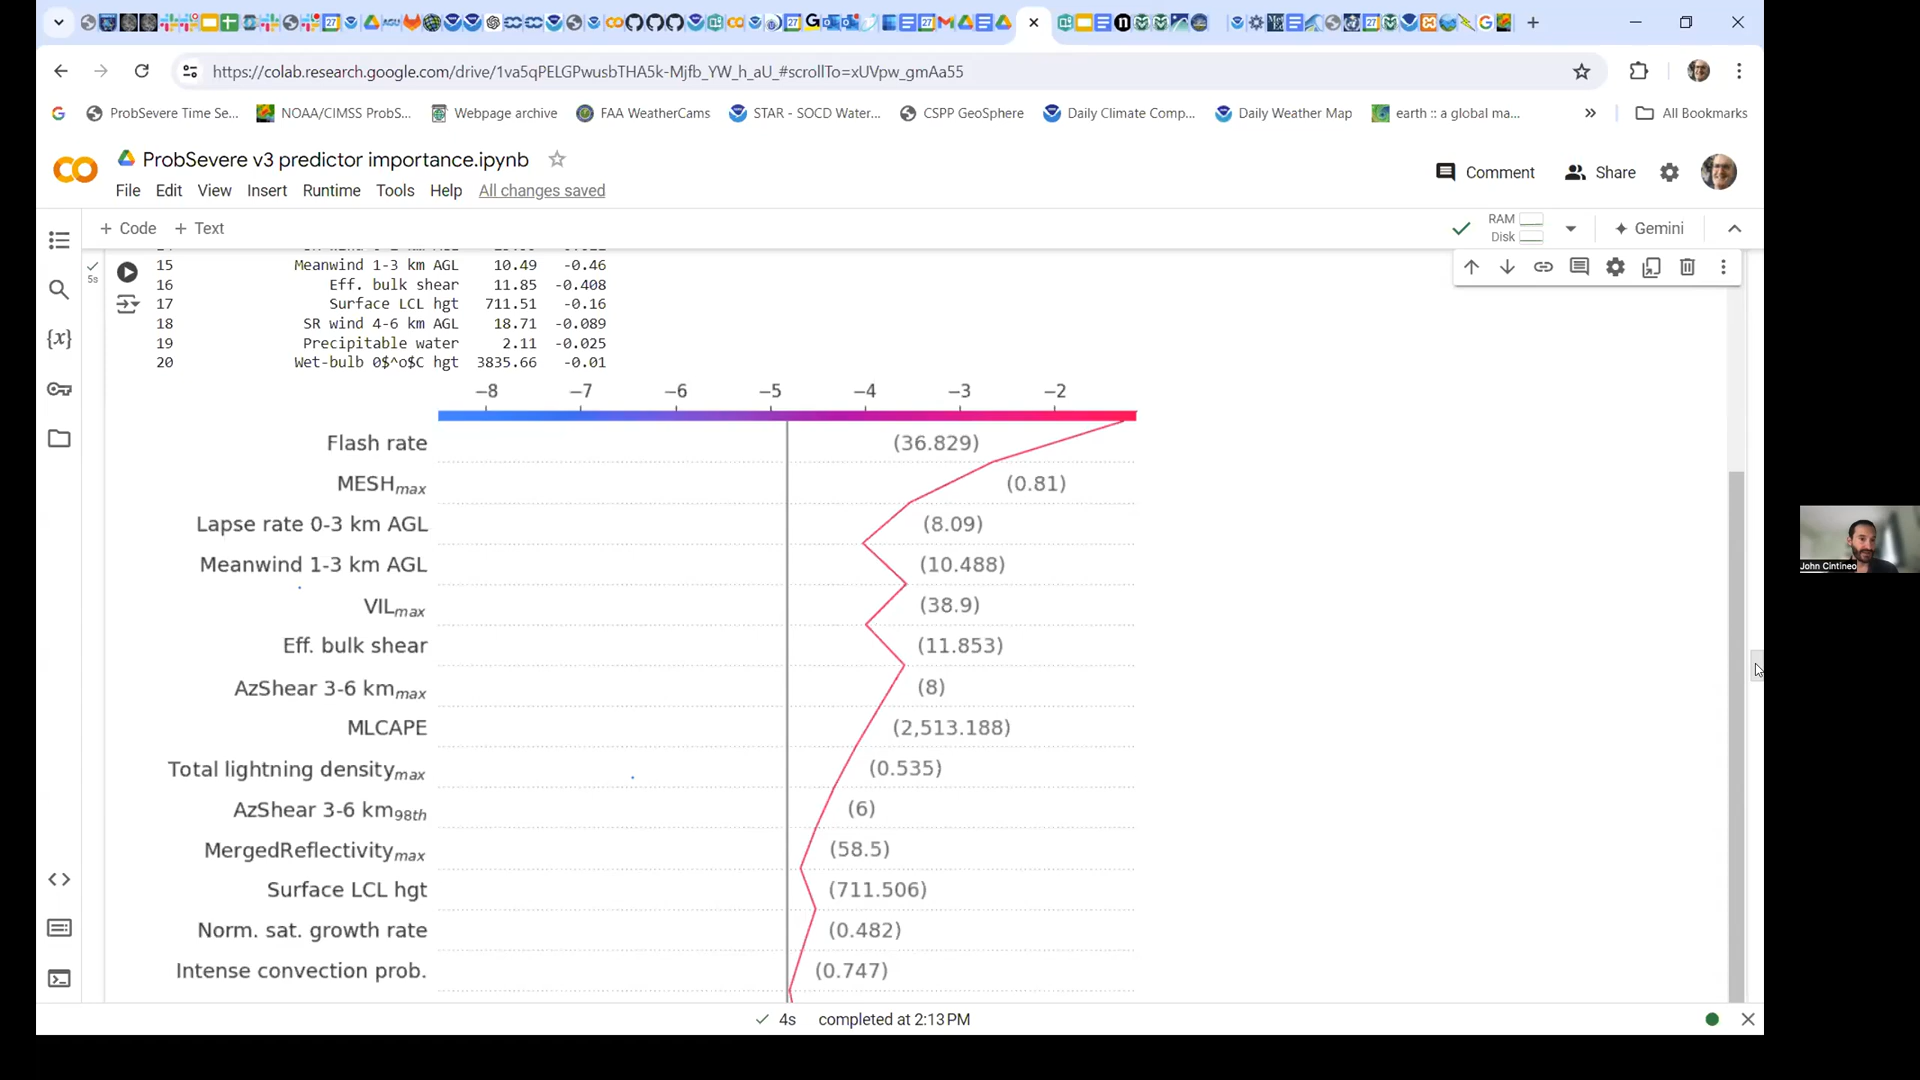 https://colab.research.google.com/drive/1va5qPELGPwusbTHA5k-Mjfb_YW_h_aU_#scrollTo=xUVpw_gmAa55
ProbSevere Time Se... NOAA/CIMSS ProbS... Webpage archive FAA WeatherCams STAR - SOCD Water... CSPP GeoSphere Daily Climate Comp... Daily Weather Map earth :: a global ma... All Bookmarks
ProbSevere v3 predictor importance.ipynb
Comment Share
File Edit View Insert Runtime Tools Help All changes saved
+ Code + Text
RAM
Disk
Gemini
5s
15 Meanwind 1-3 km AGL 10.49 -0.46
16 Eff. bulk shear 11.85 -0.408
17 Surface LCL hgt 711.51 -0.16
18 SR wind 4-6 km AGL 18.71 -0.089
19 Precipitable water 2.11 -0.025
20 Wet-bulb 0$^o$C hgt 3835.66 -0.01
−8 −7 −6 −5 −4 −3 −2
Flash rate (36.829)
MESHmax (0.81)
Lapse rate 0-3 km AGL (8.09)
Meanwind 1-3 km AGL (10.488)
VILmax (38.9)
Eff. bulk shear (11.853)
AzShear 3-6 kmmax (8)
MLCAPE (2,513.188)
Total lightning densitymax (0.535)
AzShear 3-6 km98th (6)
MergedReflectivitymax (58.5)
Surface LCL hgt (711.506)
Norm. sat. growth rate (0.482)
Intense convection prob. (0.747)
4s completed at 2:13 PM
John Cintineo